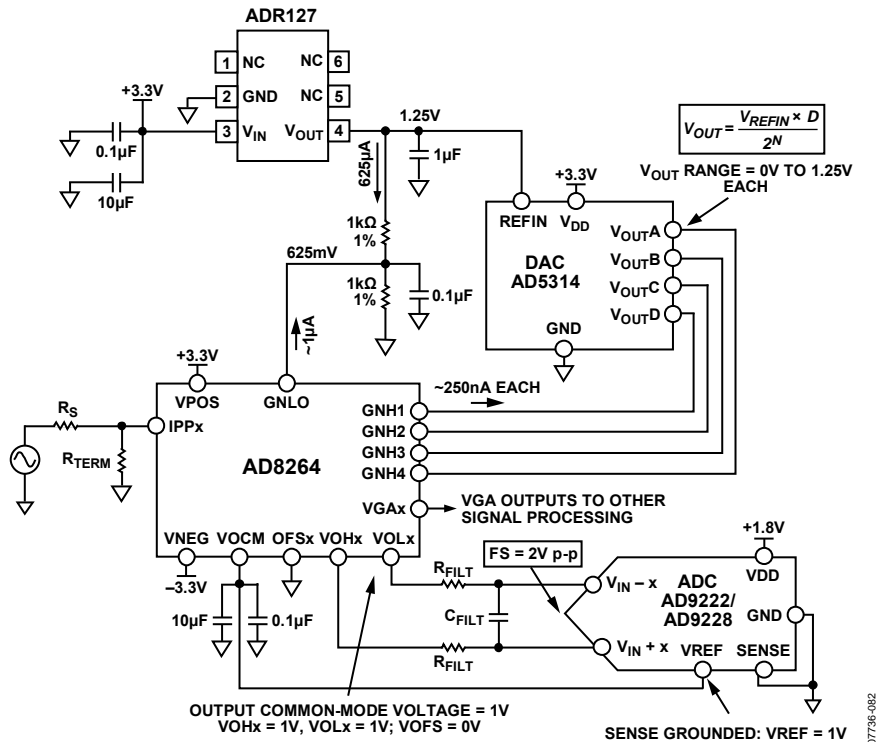 ADR127
1 NC
NC 6
2 GND
NC 5
3 VIN
VOUT 4
+3.3V
0.1µF
10µF
1.25V
625µA
1µF
1kΩ
1%
625mV
1kΩ
1%
0.1µF
~1µA
VOUT = VREFIN × D / 2^N
VOUT RANGE = 0V TO 1.25V
EACH
+3.3V
REFIN
VDD
DAC
AD5314
VOUTA
VOUTB
VOUTC
VOUTD
GND
+3.3V
VPOS
GNLO
~250nA EACH
RS
RTERM
IPPx
AD8264
GNH1
GNH2
GNH3
GNH4
VGAx
VGA OUTPUTS TO OTHER
SIGNAL PROCESSING
VNEG
VOCM
OFSx
VOHx
VOLx
–3.3V
10µF
0.1µF
RFILT
CFILT
RFILT
FS = 2V p-p
+1.8V
VDD
VIN – x
ADC
AD9222/
AD9228
GND
VIN + x
VREF
SENSE
OUTPUT COMMON-MODE VOLTAGE = 1V
VOHx = 1V, VOLx = 1V; VOFS = 0V
SENSE GROUNDED: VREF = 1V
07736-082